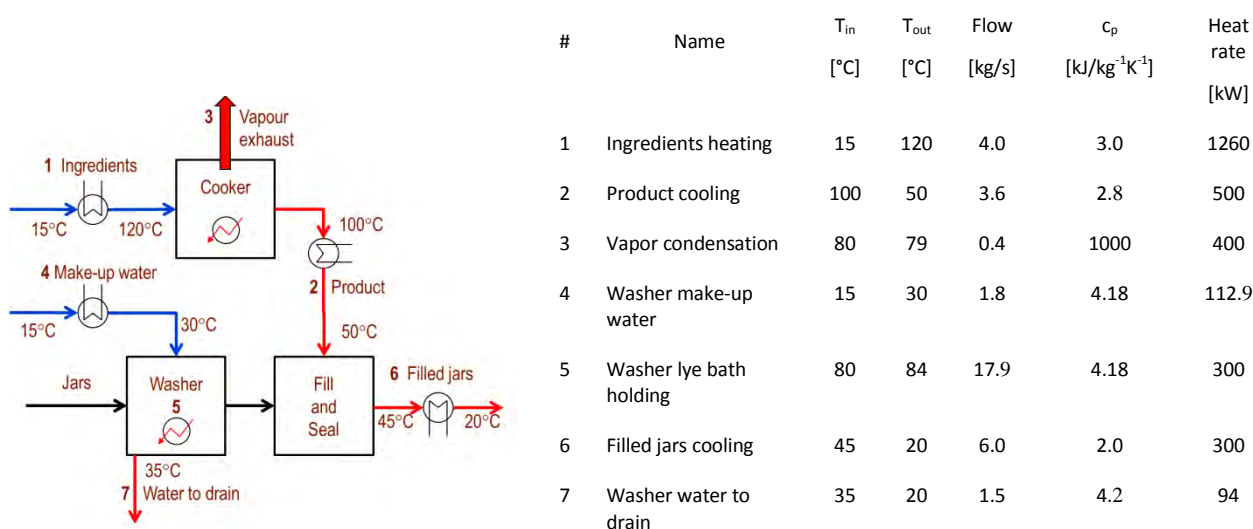 3 Vapour
exhaust
1 Ingredients
Cooker
15°C
120°C
100°C
4 Make-up water
2 Product
15°C
30°C
50°C
Jars
Washer
5
Fill
and
Seal
6 Filled jars
45°C
20°C
35°C
7 Water to drain
# Name Tin Tout Flow cp Heat
rate
[°C] [°C] [kg/s] [kJ/kg-1K-1]
[kW]
1 Ingredients heating 15 120 4.0 3.0 1260
2 Product cooling 100 50 3.6 2.8 500
3 Vapor condensation 80 79 0.4 1000 400
4 Washer make-up 15 30 1.8 4.18 112.9
water
5 Washer lye bath 80 84 17.9 4.18 300
holding
6 Filled jars cooling 45 20 6.0 2.0 300
7 Washer water to 35 20 1.5 4.2 94
drain